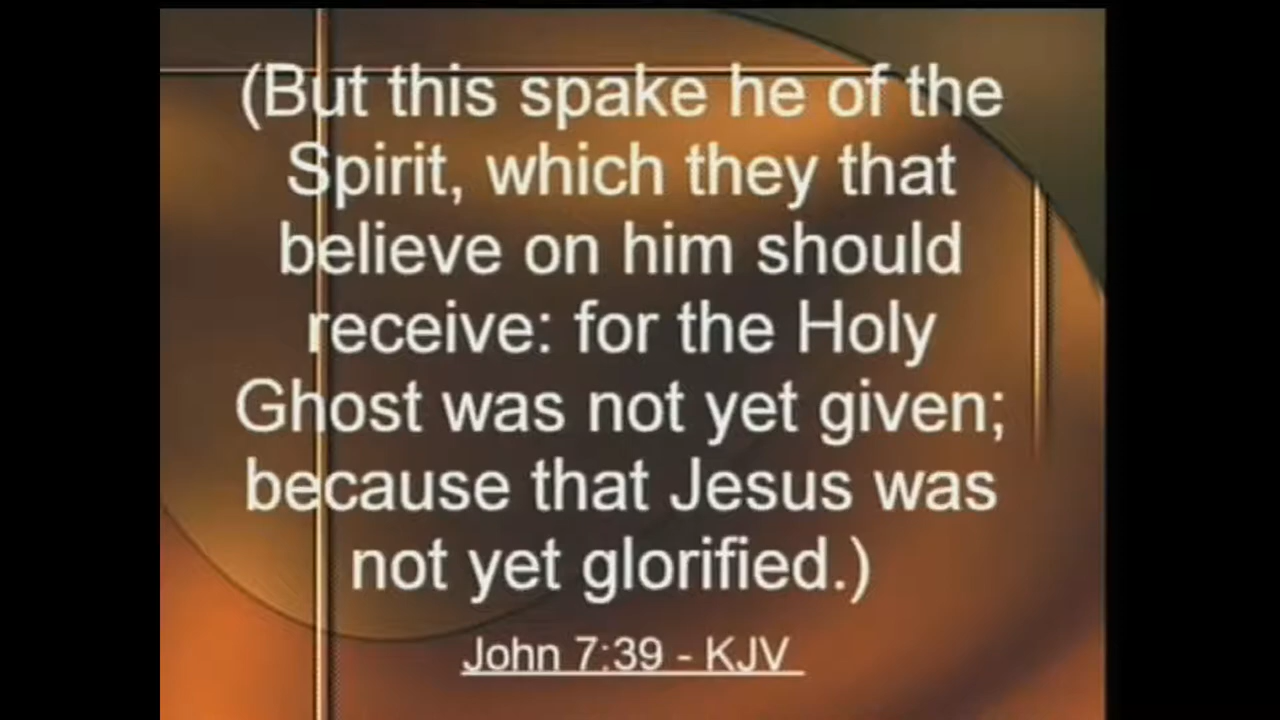 (But this spake he of the
Spirit, which they that
believe on him should
receive: for the Holy
Ghost was not yet given;
because that Jesus was
not yet glorified.)
John 7:39 - KJV